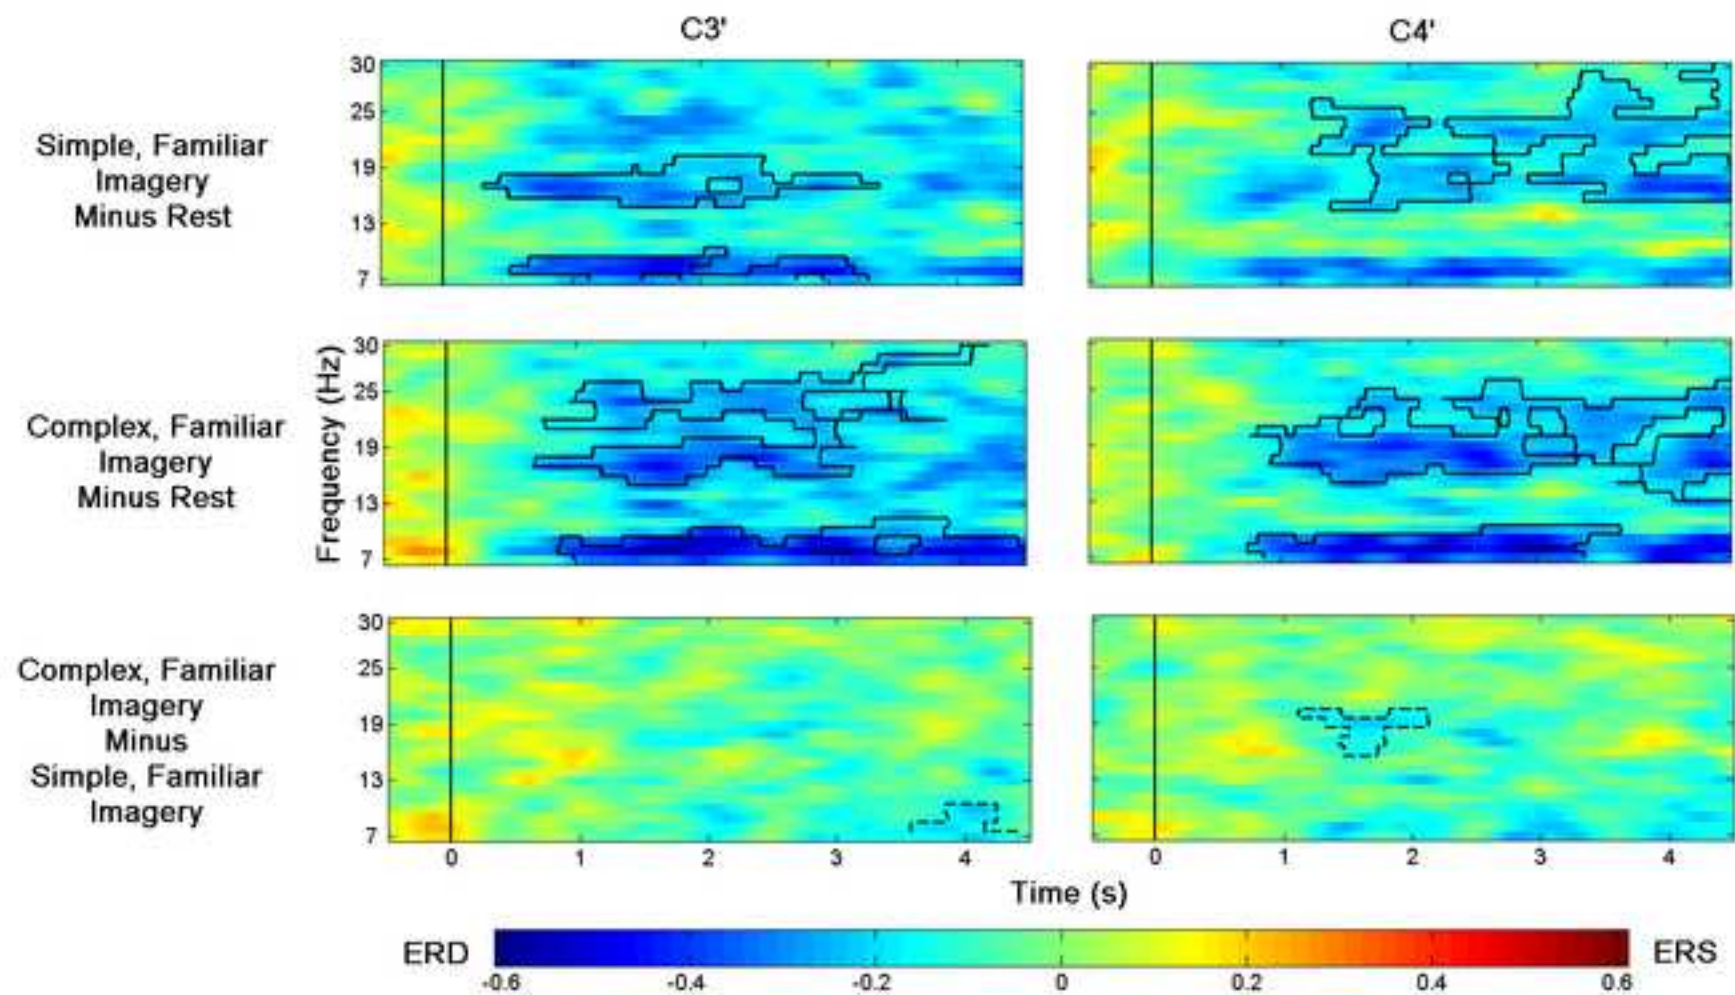 C3'
C4'
Simple, Familiar
Imagery
Minus Rest
30
25
19
13
7
Complex, Familiar
Imagery
Minus Rest
Frequency (Hz)
30
25
19
13
7
Complex, Familiar
Imagery
Minus
Simple, Familiar
Imagery
30
25
19
13
7
0 1 2 3 4
0 1 2 3 4
Time (s)
ERD
ERS
-0.6 -0.4 -0.2 0 0.2 0.4 0.6